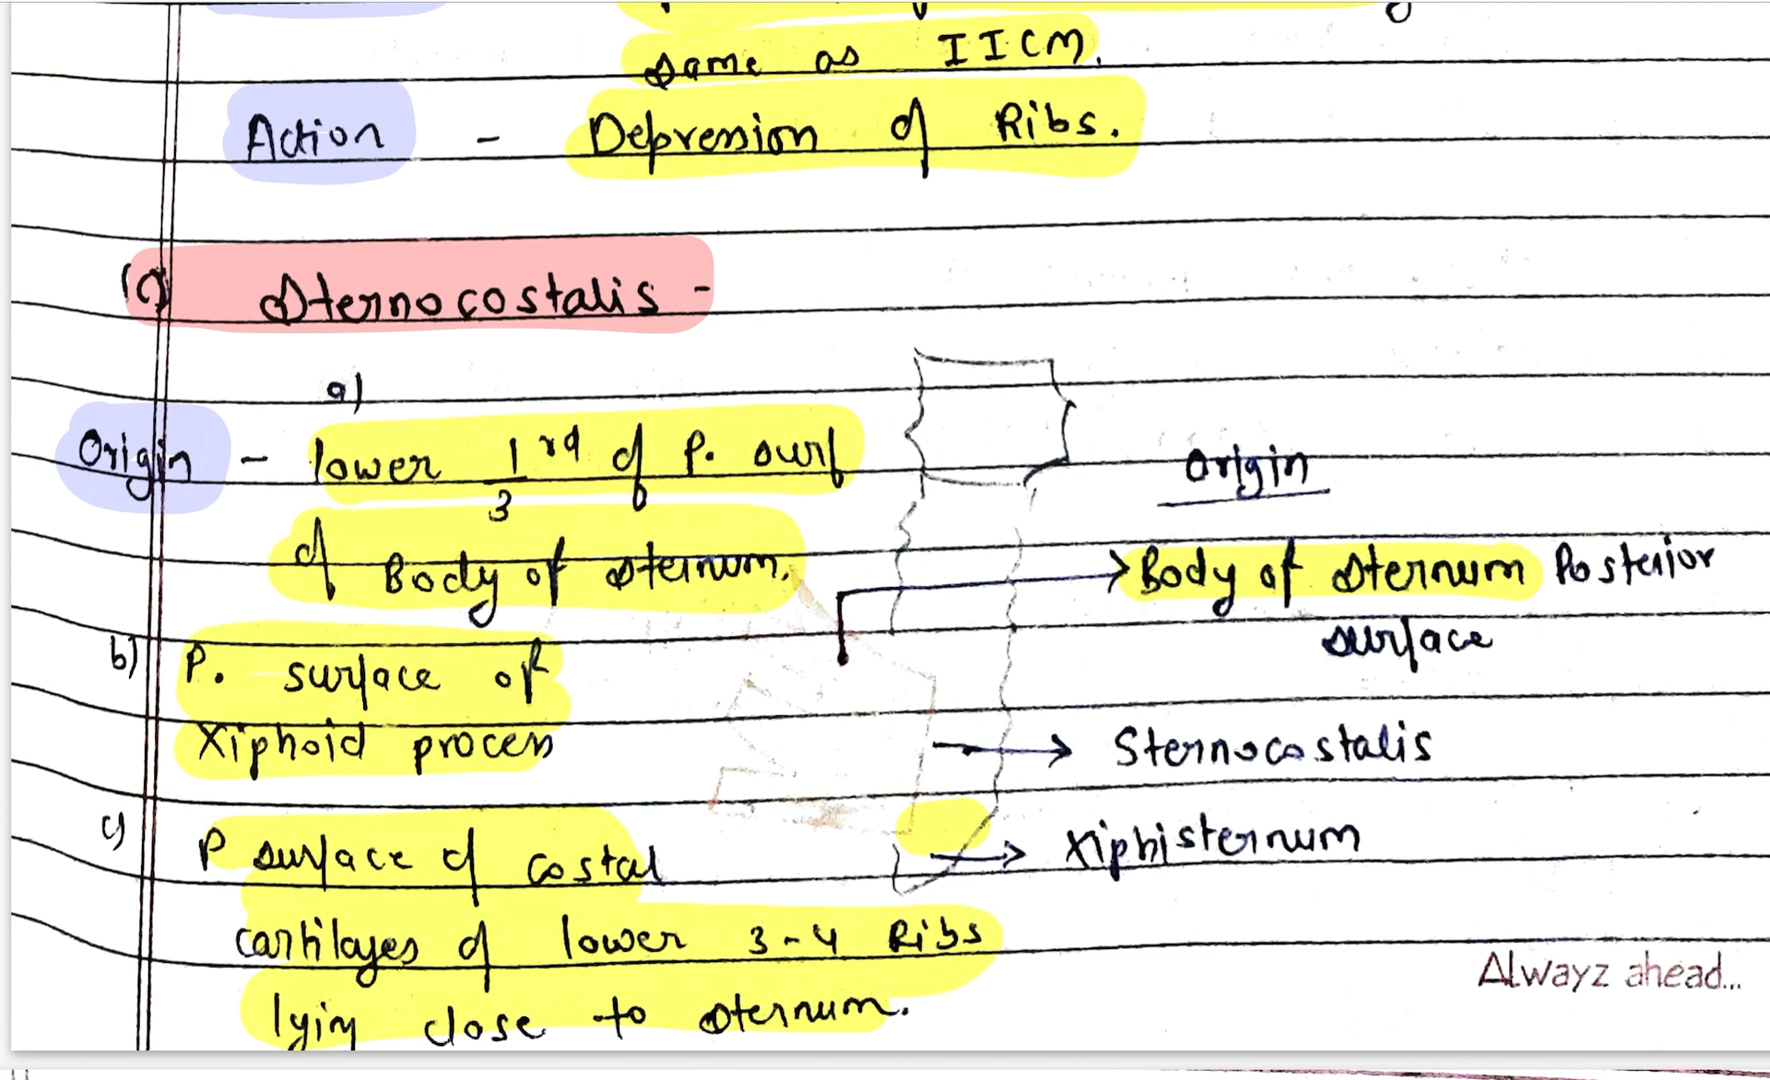 same as IICM.
Action - Depression of Ribs.
(C) Sternocostalis -
a)
Origin - lower 1/3 rd of P. surf
of Body of sternum.
b) P. surface of
Xiphoid process
c) P surface of costal
cartilages of lower 3-4 Ribs
lying close to sternum.
Origin
→ Body of sternum Posterior
surface
→ Sternocostalis
→ Xiphisternum
Alwayz ahead...